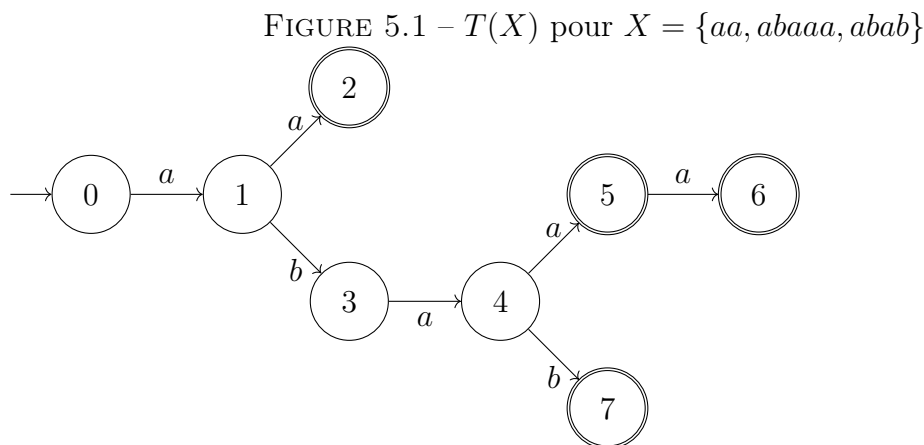 FIGURE 5.1 – T(X) pour X = {aa, abaaa, abab}
2
a
0
a
1
5
a
6
a
b
3
a
4
b
7